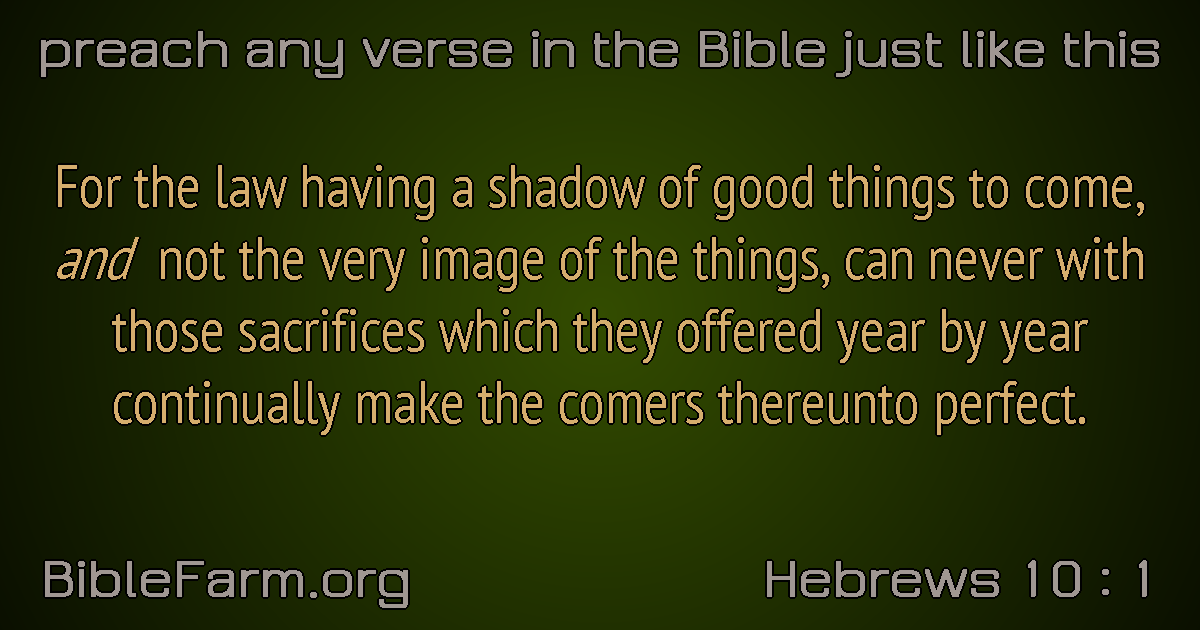 preach any verse in the Bible just like this
For the law having a shadow of good things to come,
and not the very image of the things, can never with
those sacrifices which they offered year by year
continually make the comers thereunto perfect.
BibleFarm.org
Hebrews 10 : 1